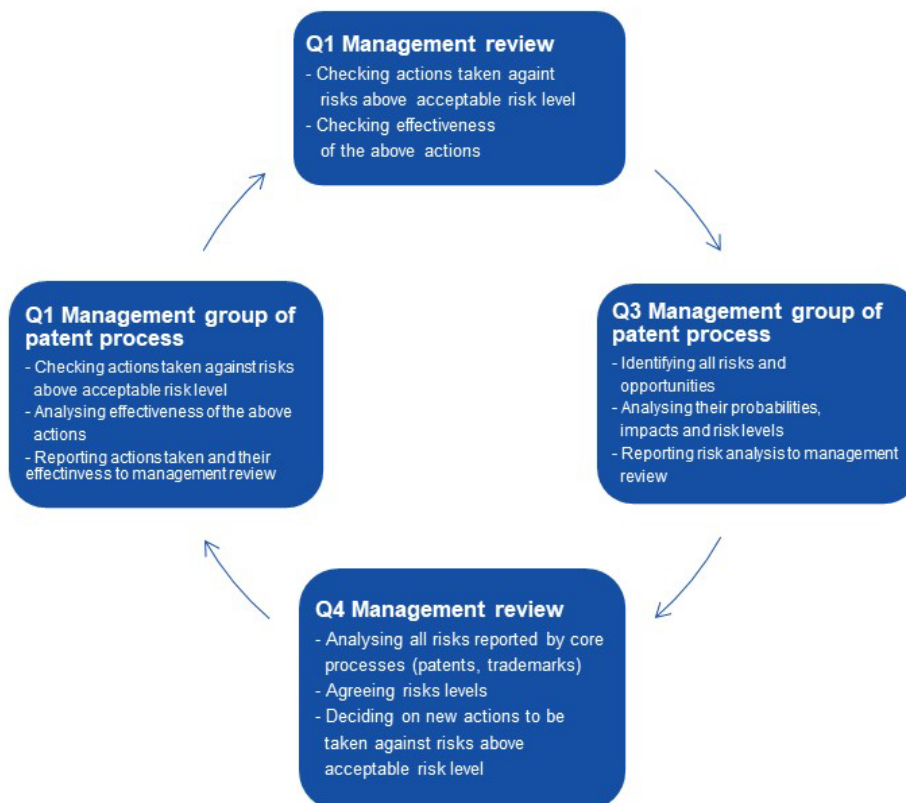 Q1 Management review
- Checking actions taken againt
risks above acceptable risk level
- Checking effectiveness
of the above actions
Q1 Management group of
patent process
- Checking actions taken against risks
above acceptable risk level
- Analysing effectiveness of the above
actions
- Reporting actions taken and their
effectinvess to management review
Q3 Management group of
patent process
- Identifying all risks and
opportunities
- Analysing their probabilities,
impacts and risk levels
- Reporting risk analysis to management
review
Q4 Management review
- Analysing all risks reported by core
processes (patents, trademarks)
- Agreeing risks levels
- Deciding on new actions to be
taken against risks above
acceptable risk level